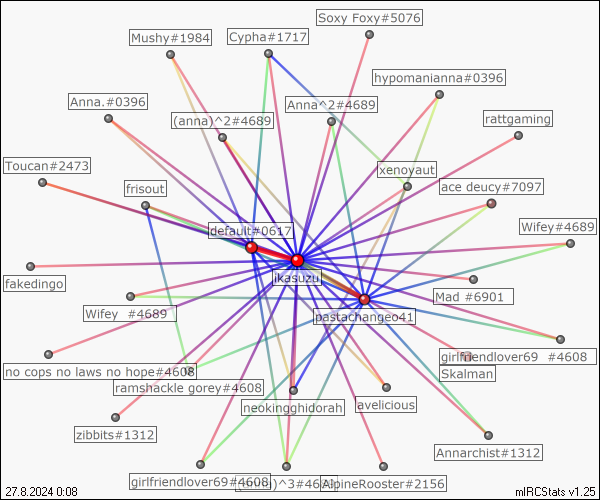 Soxy Foxy#5076
Mushy#1984
Cypha#1717
hypomanianna#0396
Anna.#0396
Anna^2#4689
(anna)^2#4689
rattgaming
Toucan#2473
xenoyaut
frisout
ace deucy#7097
default#0617
Wifey#4689
jkasuzu
fakedingo
Mad #6901
Wifey #4689
pastachangeo41
girlfriendlover69 #4608
no cops no laws no hope#4608
Skalman
ramshackle gorey#4608
neokingghidorah
avelicious
zibbits#1312
Annarchist#1312
girlfriendlover69#4608
)^3#4689
AlpineRooster#2156
27.8.2024 0:08
mIRCStats v1.25